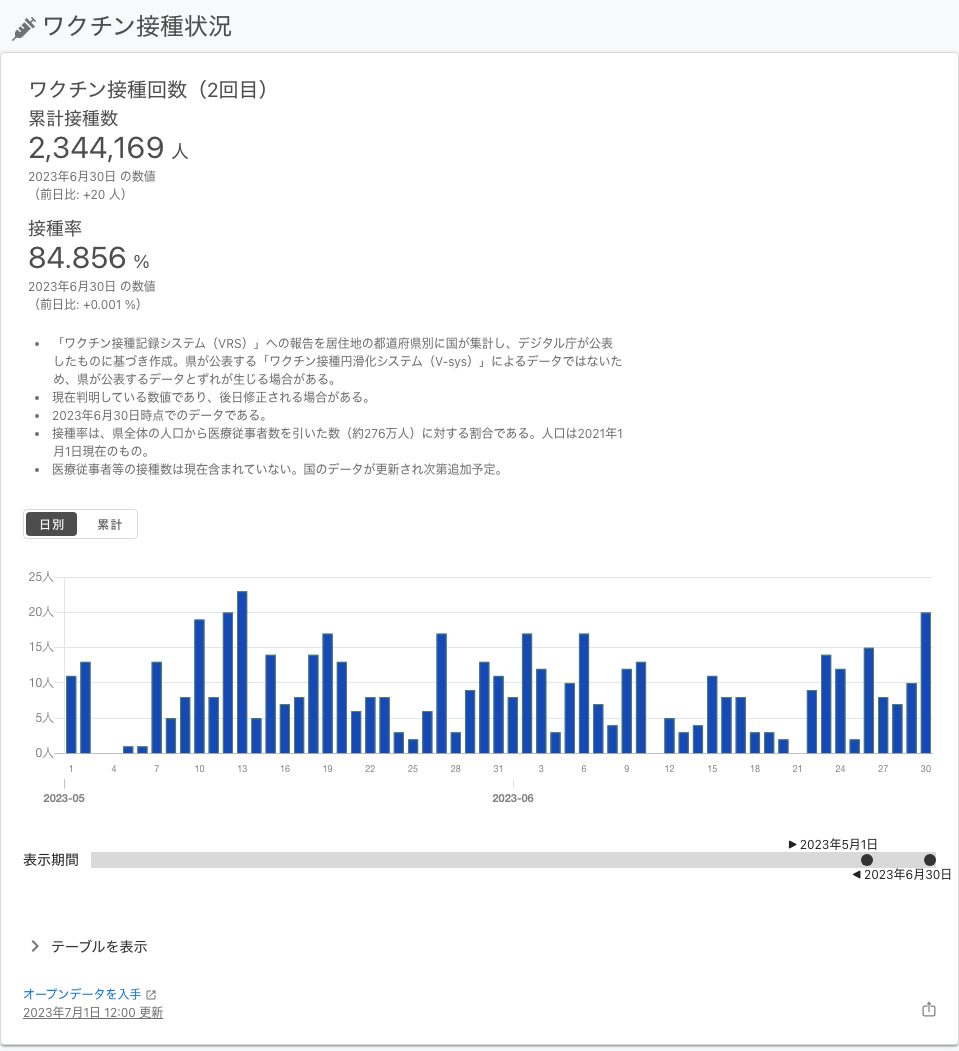 ワクチン接種状況
ワクチン接種回数（2回目）
累計接種数
2,344,169 人
2023年6月30日 の数値
（前日比: +20 人）
接種率
84.856 %
2023年6月30日 の数値
（前日比: +0.001 %）
• 「ワクチン接種記録システム（VRS）」への報告を居住地の都道府県別に国が集計し、デジタル庁が公表
したものに基づき作成。県が公表する「ワクチン接種円滑化システム（V-sys）」によるデータではないた
め、県が公表するデータとずれが生じる場合がある。
• 現在判明している数値であり、後日修正される場合がある。
• 2023年6月30日時点でのデータである。
• 接種率は、県全体の人口から医療従事者数を引いた数（約276万人）に対する割合である。人口は2021年1
月1日現在のもの。
• 医療従事者等の接種数は現在含まれていない。国のデータが更新され次第追加予定。
日別 累計
25人
20人
15人
10人
5人
0人
1 4 7 10 13 16 19 22 25 28 31 3 6 9 12 15 18 21 24 27 30
2023-05 2023-06
▶ 2023年5月1日
表示期間
◀ 2023年6月30日
テーブルを表示
オープンデータを入手
2023年7月1日 12:00 更新